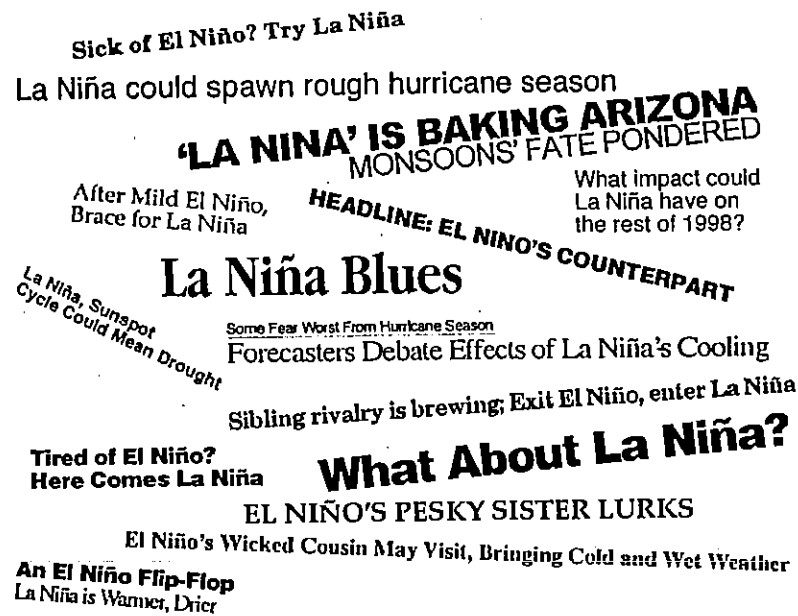 Sick of El Niño? Try La Niña
La Niña could spawn rough hurricane season
'LA NINA' IS BAKING ARIZONA
MONSOONS' FATE PONDERED
After Mild El Niño,
Brace for La Niña
HEADLINE: EL NINO'S COUNTERPART
What impact could
La Niña have on
the rest of 1998?
La Niña Blues
La Niña, Sunspot
Cycle Could Mean Drought
Some Fear Worst From Hurricane Season
Forecasters Debate Effects of La Niña's Cooling
Sibling rivalry is brewing; Exit El Niño, enter La Niña
Tired of El Niño?
Here Comes La Niña
What About La Niña?
EL NIÑO'S PESKY SISTER LURKS
El Niño's Wicked Cousin May Visit, Bringing Cold and Wet Weather
An El Niño Flip-Flop
La Niña is Warmer, Drier